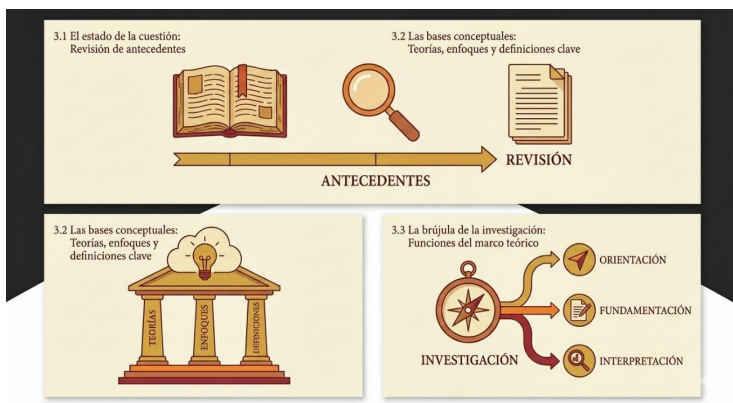 3.1 El estado de la cuestión:
Revisión de antecedentes
3.2 Las bases conceptuales:
Teorías, enfoques y definiciones clave
ANTECEDENTES
REVISIÓN
3.2 Las bases conceptuales:
Teorías, enfoques y
definiciones clave
TEORÍAS
ENFOQUES
DEFINICIONES
3.3 La brújula de la investigación:
Funciones del marco teórico
INVESTIGACIÓN
ORIENTACIÓN
FUNDAMENTACIÓN
INTERPRETACIÓN